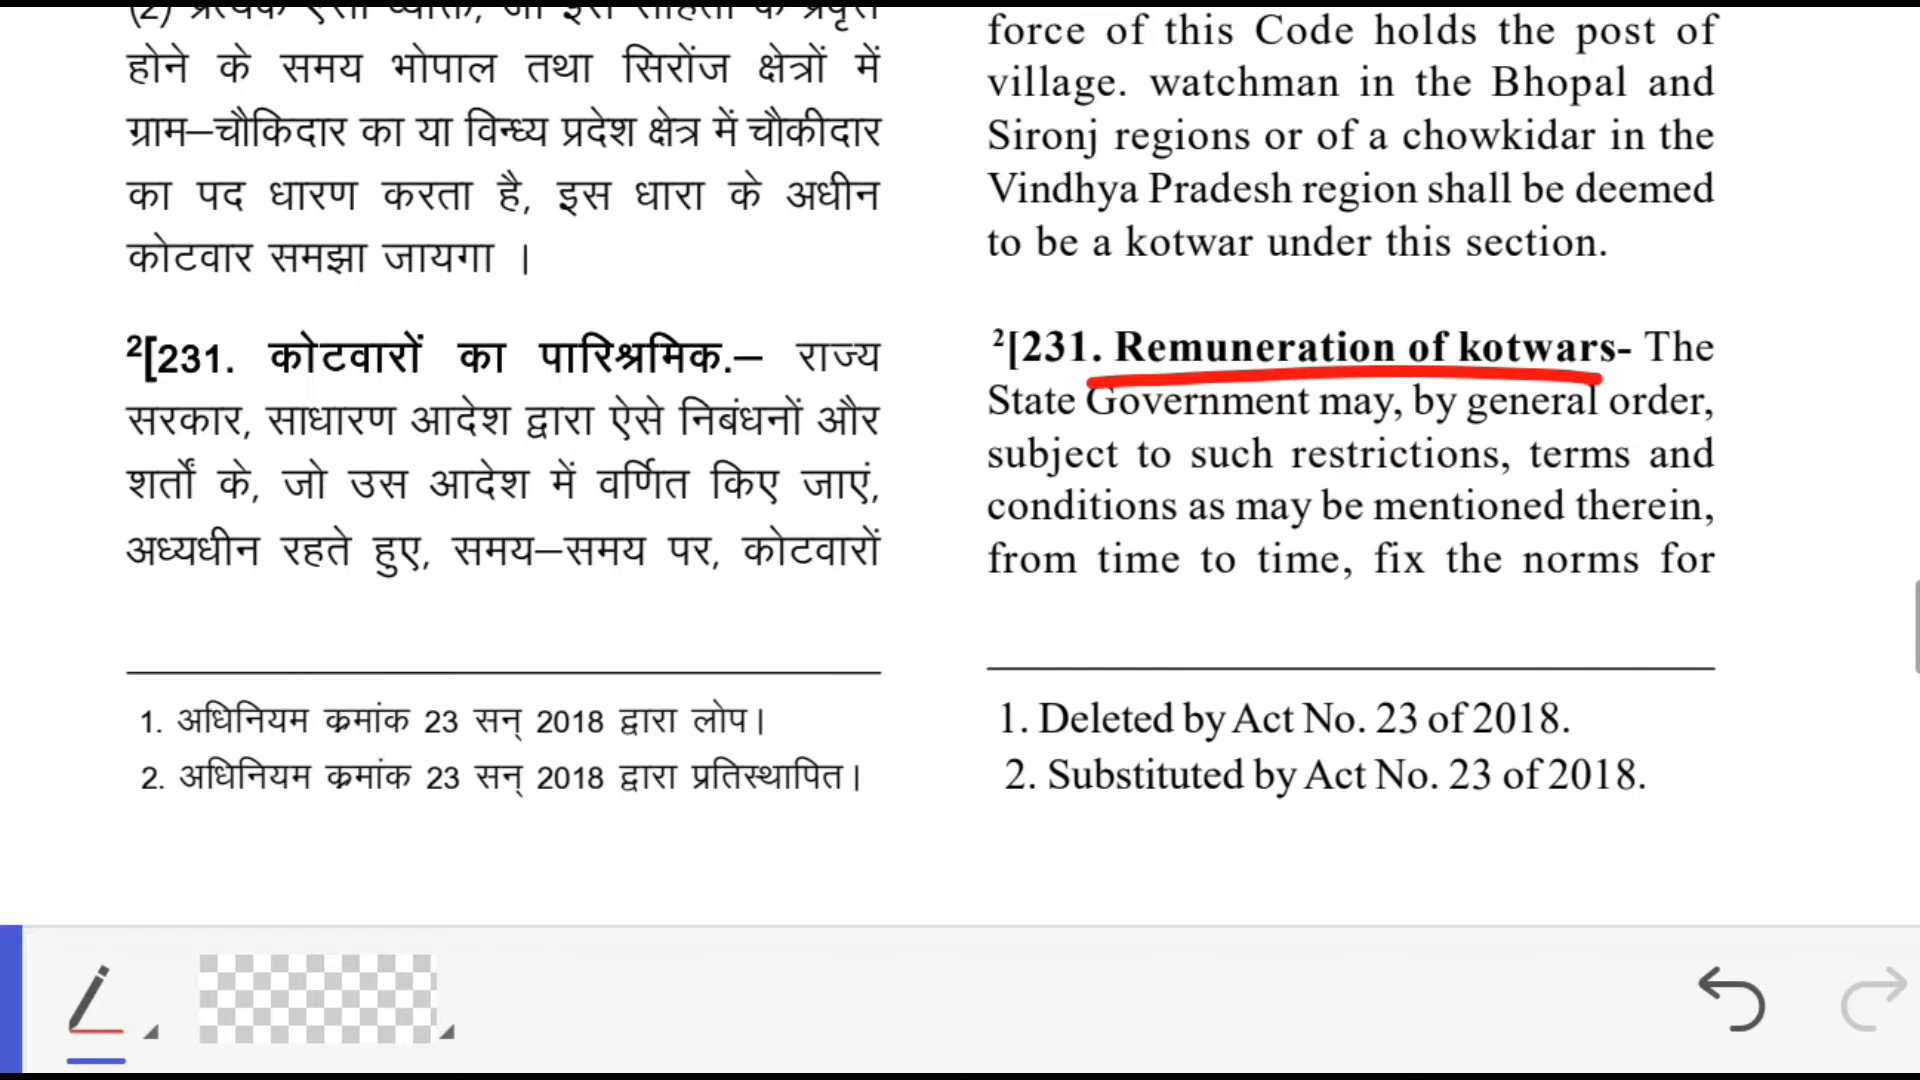 (2) प्रत्येक ऐसा व्यक्ति, जो इस संहिता के प्रवृत्त
होने के समय भोपाल तथा सिरोंज क्षेत्रों में
ग्राम–चौकिदार का या विन्ध्य प्रदेश क्षेत्र में चौकीदार
का पद धारण करता है, इस धारा के अधीन
कोटवार समझा जायगा ।
²[231. कोटवारों का पारिश्रमिक.– राज्य
सरकार, साधारण आदेश द्वारा ऐसे निबंधनों और
शर्तों के, जो उस आदेश में वर्णित किए जाएं,
अध्यधीन रहते हुए, समय–समय पर, कोटवारों
1. अधिनियम क्रमांक 23 सन् 2018 द्वारा लोप।
2. अधिनियम क्रमांक 23 सन् 2018 द्वारा प्रतिस्थापित।
force of this Code holds the post of
village. watchman in the Bhopal and
Sironj regions or of a chowkidar in the
Vindhya Pradesh region shall be deemed
to be a kotwar under this section.
²[231. Remuneration of kotwars- The
State Government may, by general order,
subject to such restrictions, terms and
conditions as may be mentioned therein,
from time to time, fix the norms for
1. Deleted by Act No. 23 of 2018.
2. Substituted by Act No. 23 of 2018.